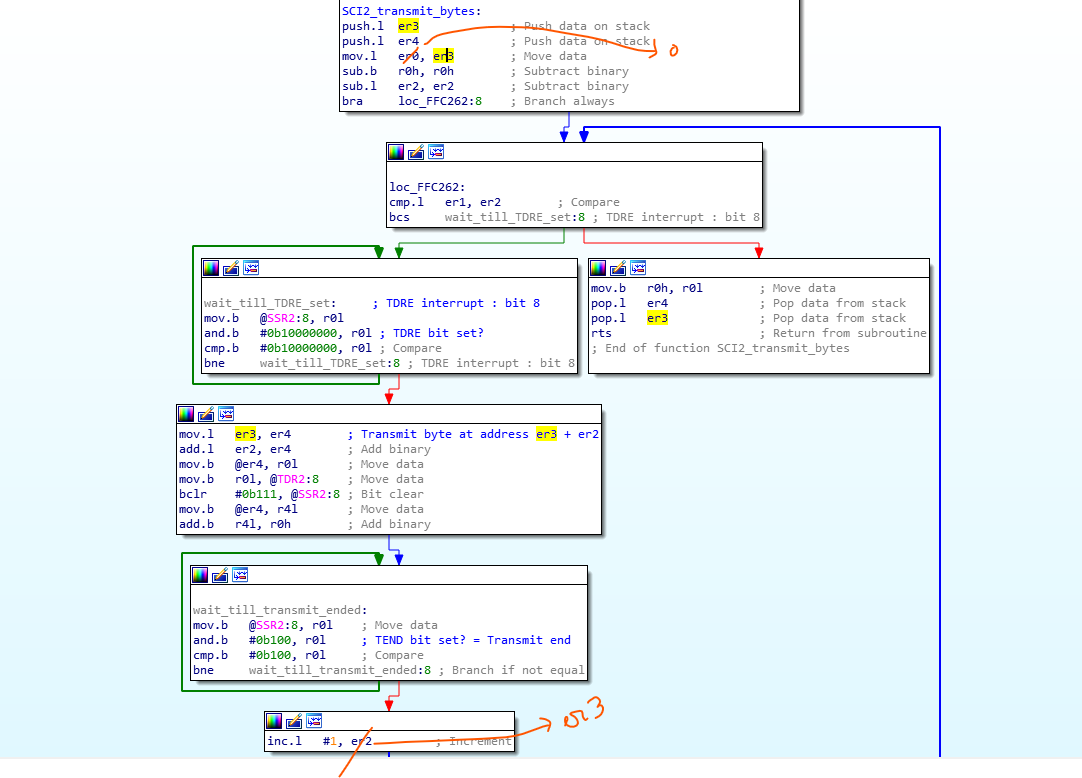 SCI2_transmit_bytes:
push.l er3 ; Push data on stack
push.l er4 ; Push data on stack
mov.l er0, er3 ; Move data
0
sub.b r0h, r0h ; Subtract binary
sub.l er2, er2 ; Subtract binary
bra loc_FFC262:8 ; Branch always
loc_FFC262:
cmp.l er1, er2 ; Compare
bcs wait_till_TDRE_set:8 ; TDRE interrupt : bit 8
wait_till_TDRE_set: ; TDRE interrupt : bit 8
mov.b @SSR2:8, r0l
and.b #0b10000000, r0l ; TDRE bit set?
cmp.b #0b10000000, r0l ; Compare
bne wait_till_TDRE_set:8 ; TDRE interrupt : bit 8
mov.b r0h, r0l ; Move data
pop.l er4 ; Pop data from stack
pop.l er3 ; Pop data from stack
rts ; Return from subroutine
; End of function SCI2_transmit_bytes
mov.l er3, er4 ; Transmit byte at address er3 + er2
add.l er2, er4 ; Add binary
mov.b @er4, r0l ; Move data
mov.b r0l, @TDR2:8 ; Move data
bclr #0b111, @SSR2:8 ; Bit clear
mov.b @er4, r4l ; Move data
add.b r4l, r0h ; Add binary
wait_till_transmit_ended:
mov.b @SSR2:8, r0l ; Move data
and.b #0b100, r0l ; TEND bit set? = Transmit end
cmp.b #0b100, r0l ; Compare
bne wait_till_transmit_ended:8 ; Branch if not equal
er3
inc.l #1, er2 ; Increment